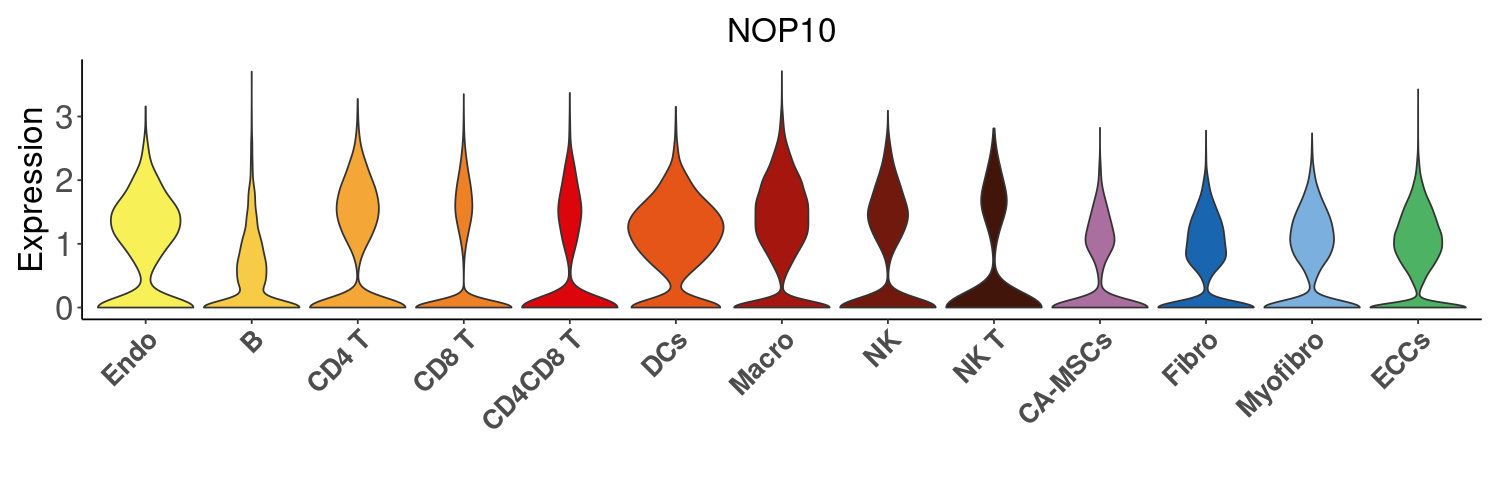 NOP10
Expression
3
2
1
0
Endo
B
CD4 T
CD8 T
CD4CD8 T
DCs
Macro
NK
NK T
CA-MSCs
Fibro
Myofibro
ECCs